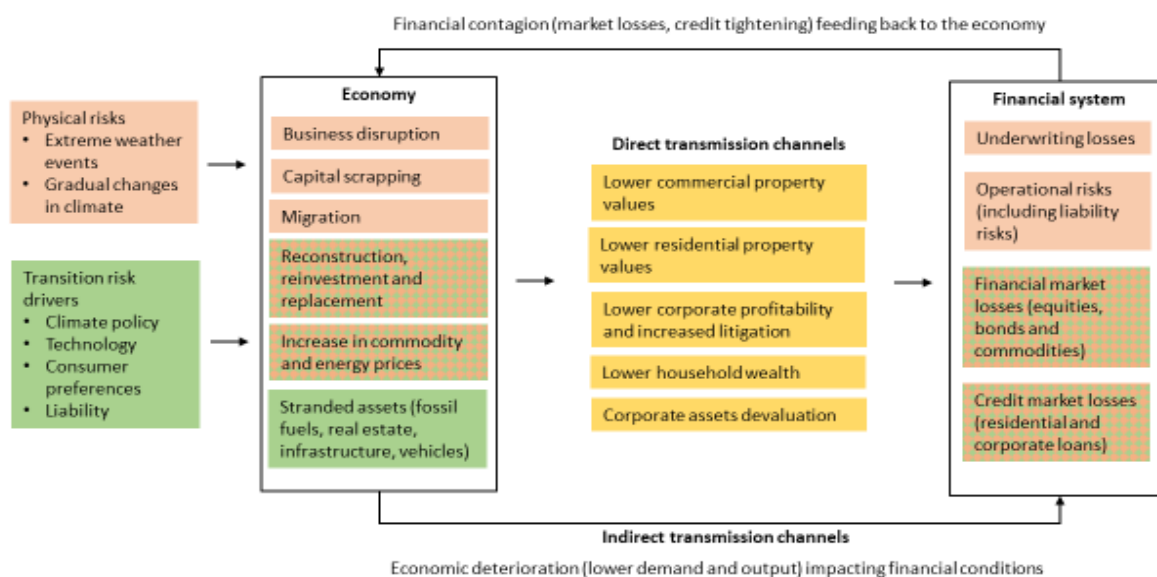 Financial contagion (market losses, credit tightening) feeding back to the economy
Physical risks
• Extreme weather
events
• Gradual changes
in climate
Transition risk
drivers
• Climate policy
• Technology
• Consumer
preferences
• Liability
Economy
Business disruption
Capital scrapping
Migration
Reconstruction,
reinvestment and
replacement
Increase in commodity
and energy prices
Stranded assets (fossil
fuels, real estate,
infrastructure, vehicles)
Direct transmission channels
Lower commercial property
values
Lower residential property
values
Lower corporate profitability
and increased litigation
Lower household wealth
Corporate assets devaluation
Financial system
Underwriting losses
Operational risks
(including liability
risks)
Financial market
losses (equities,
bonds and
commodities)
Credit market losses
(residential and
corporate loans)
Indirect transmission channels
Economic deterioration (lower demand and output) impacting financial conditions